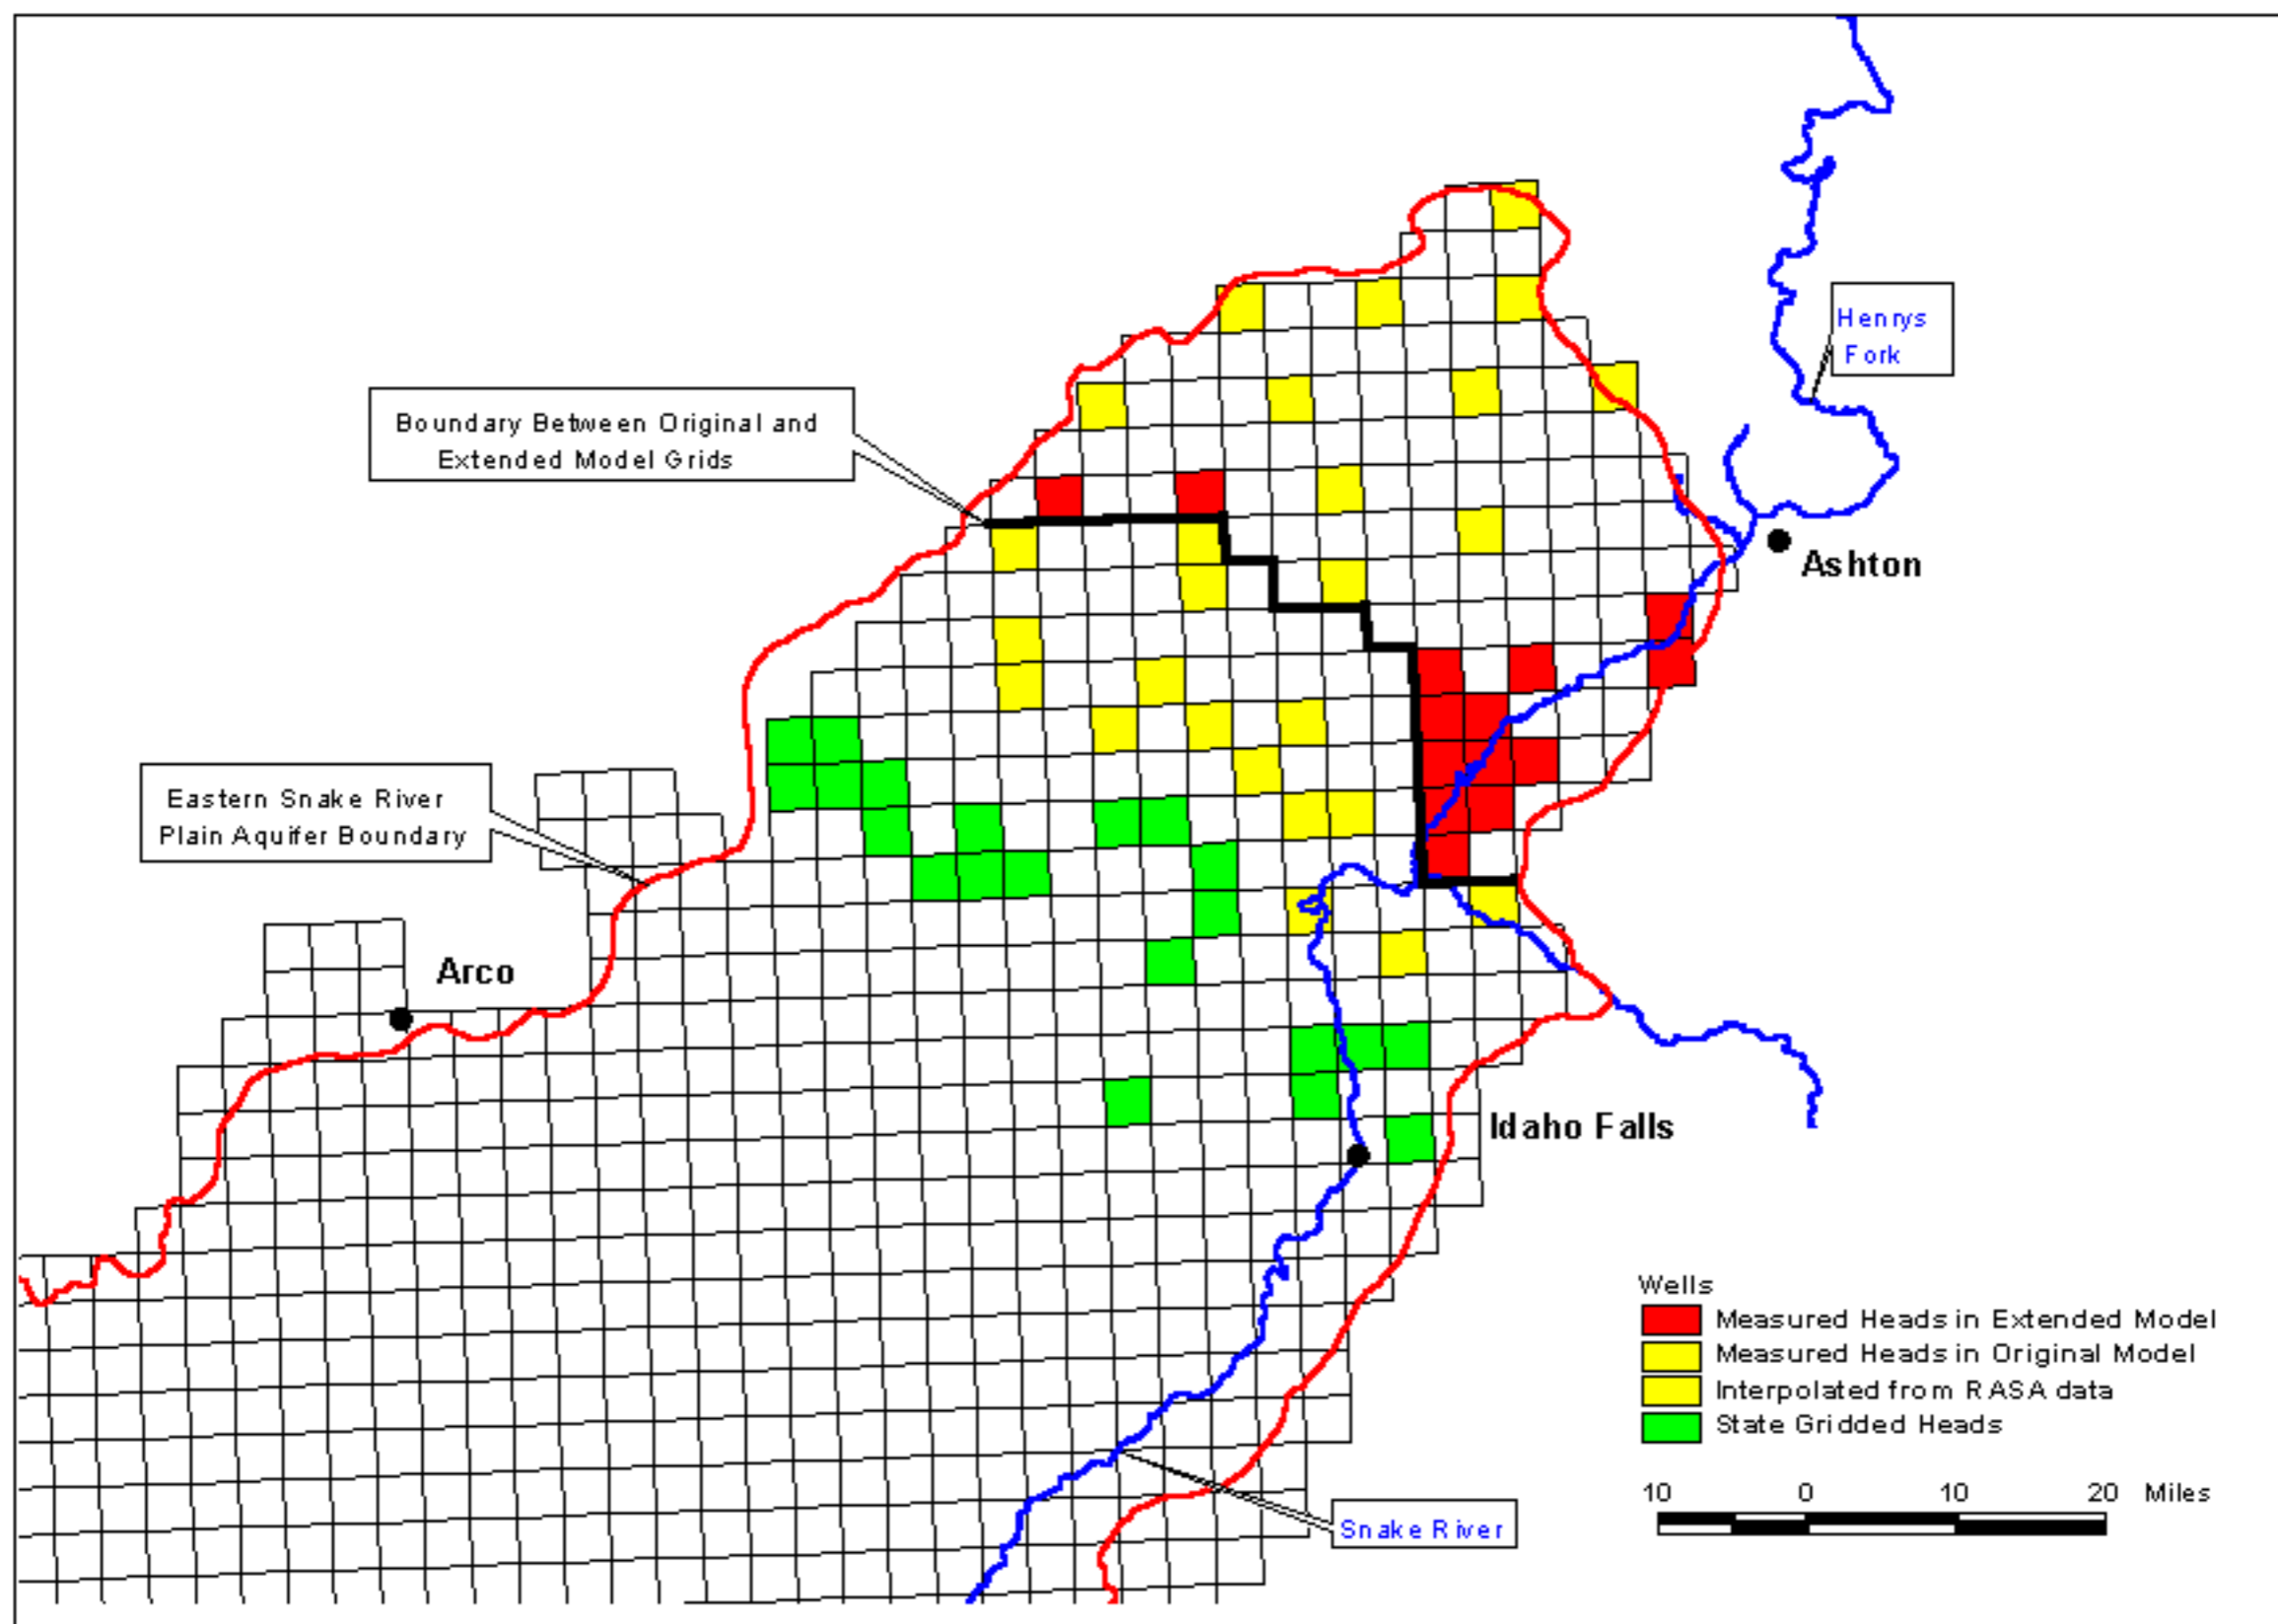 Henrys
Fork
Boundary Between Original and
Extended Model Grids
Ashton
Eastern Snake River
Plain Aquifer Boundary
Arco
Idaho Falls
Wells
Measured Heads in Extended Model
Measured Heads in Original Model
Interpolated from RASA data
State Gridded Heads
10 0 10 20 Miles
Snake River